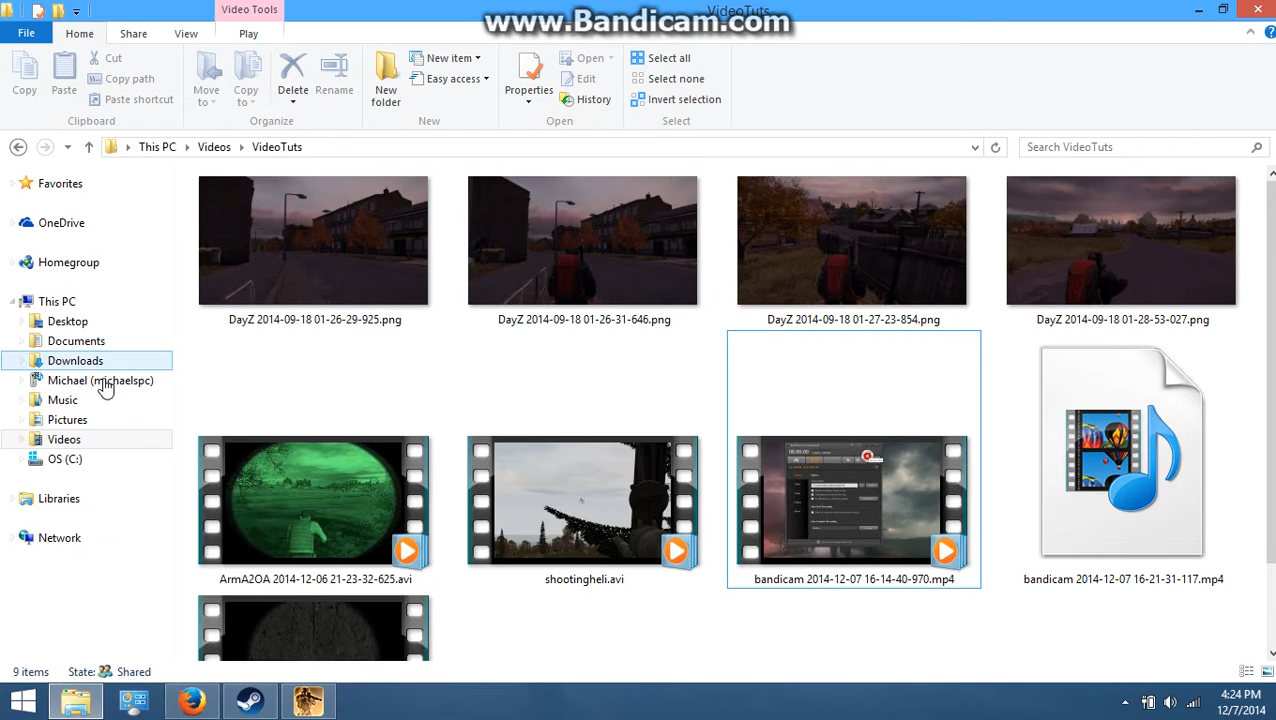 Video Tools
www.Bandicam.com
VideoTuts
File
Home
Share
View
Play
Copy
Paste
Cut
Copy path
Paste shortcut
Clipboard
Move to
Copy to
Delete
Rename
Organize
New folder
New item
Easy access
New
Properties
Open
Edit
History
Open
Select all
Select none
Invert selection
Select
This PC
Videos
VideoTuts
Search VideoTuts
Favorites
OneDrive
Homegroup
This PC
Desktop
Documents
Downloads
Michael (michaelspc)
Music
Pictures
Videos
OS (C:)
Libraries
Network
DayZ 2014-09-18 01-26-29-925.png
DayZ 2014-09-18 01-26-31-646.png
DayZ 2014-09-18 01-27-23-854.png
DayZ 2014-09-18 01-28-53-027.png
ArmA2OA 2014-12-06 21-23-32-625.avi
shootingheli.avi
bandicam 2014-12-07 16-14-40-970.mp4
bandicam 2014-12-07 16-21-31-117.mp4
9 items
State:
Shared
4:24 PM
12/7/2014